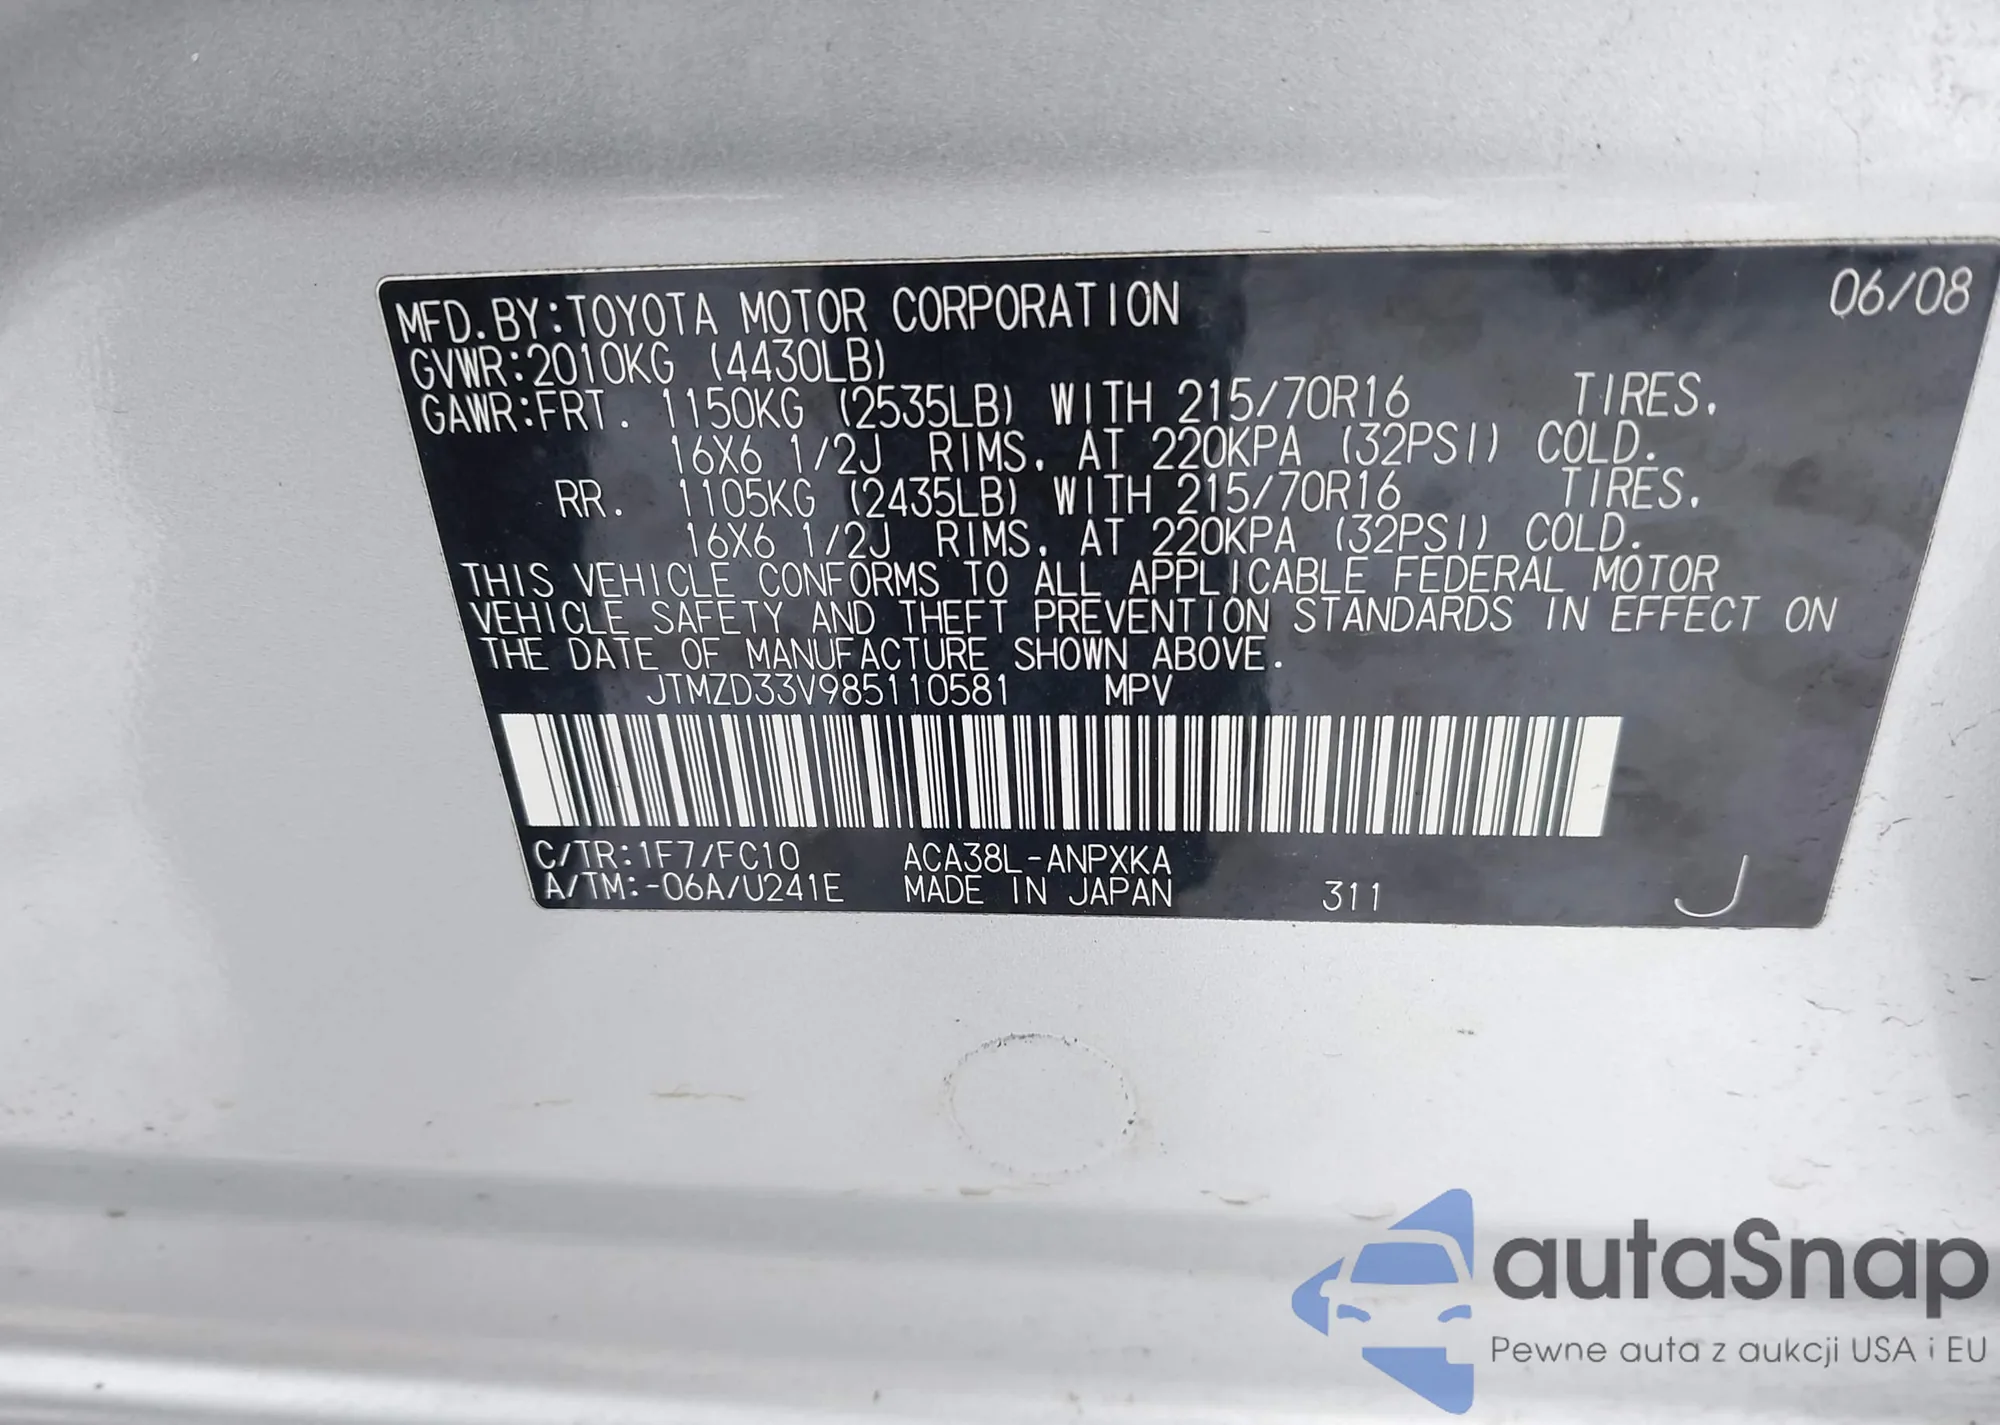 MFD.BY:TOYOTA MOTOR CORPORATION 06/08
GVWR:2010KG (4430LB)
GAWR:FRT. 1150KG (2535LB) WITH 215/70R16 TIRES,
16X6 1/2J RIMS, AT 220KPA (32PSI) COLD.
RR. 1105KG (2435LB) WITH 215/70R16 TIRES,
16X6 1/2J RIMS, AT 220KPA (32PSI) COLD.
THIS VEHICLE CONFORMS TO ALL APPLICABLE FEDERAL MOTOR
VEHICLE SAFETY AND THEFT PREVENTION STANDARDS IN EFFECT ON
THE DATE OF MANUFACTURE SHOWN ABOVE.
JTMZD33V985110581 MPV
C/TR:1F7/FC10 ACA38L-ANPXKA
A/TM:-06A/U241E MADE IN JAPAN 311 J
autaSnap
Pewne auta z aukcji USA i EU